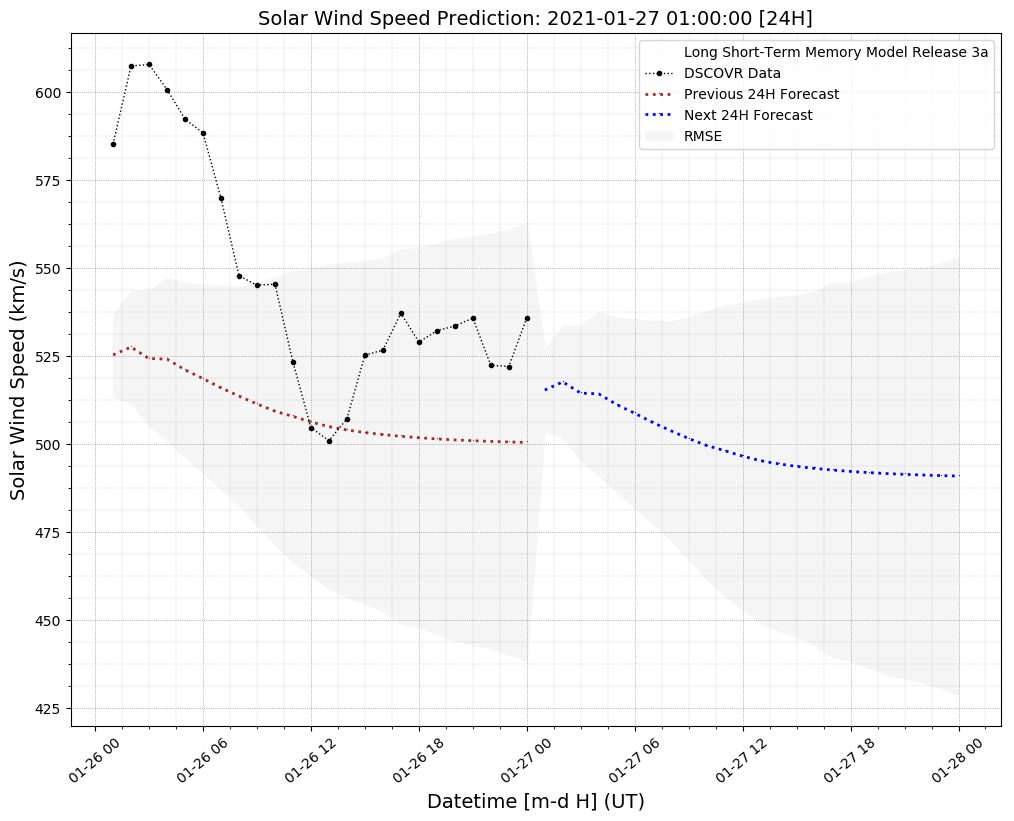 Solar Wind Speed Prediction: 2021-01-27 01:00:00 [24H]
Long Short-Term Memory Model Release 3a
DSCOVR Data
Previous 24H Forecast
Next 24H Forecast
RMSE
Solar Wind Speed (km/s)
600
575
550
525
500
475
450
425
01-26 00
01-26 06
01-26 12
01-26 18
01-27 00
01-27 06
01-27 12
01-27 18
01-28 00
Datetime [m-d H] (UT)